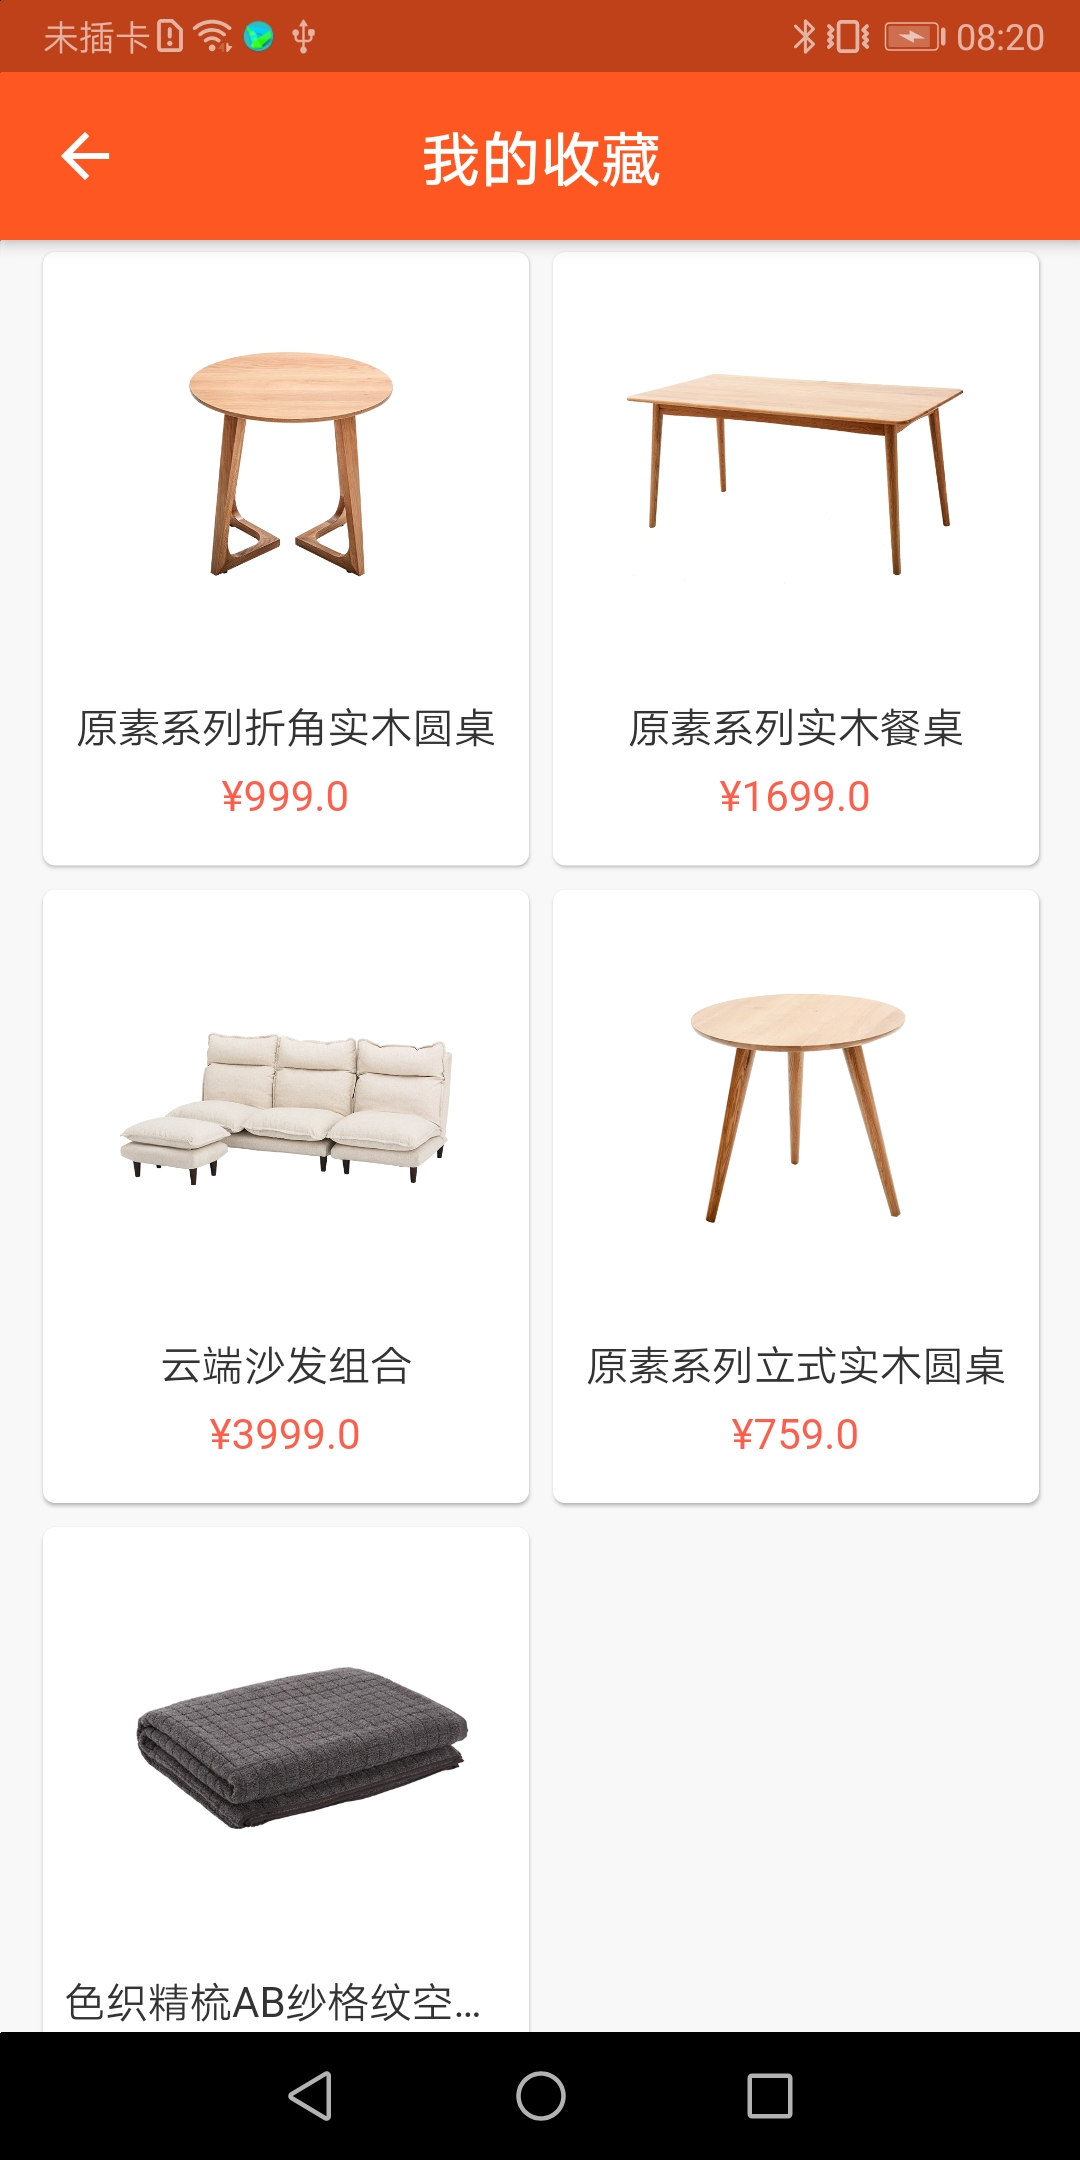 未插卡 08:20
我的收藏
原素系列折角实木圆桌
¥999.0
原素系列实木餐桌
¥1699.0
云端沙发组合
¥3999.0
原素系列立式实木圆桌
¥759.0
色织精梳AB纱格纹空...